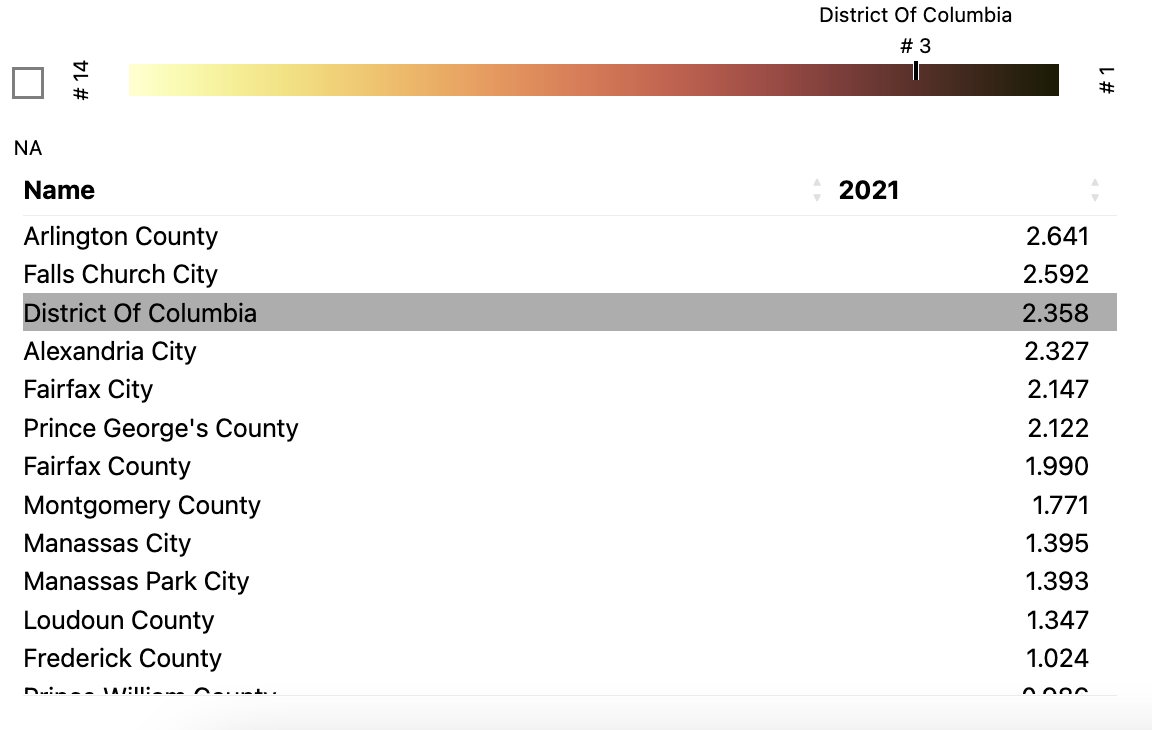 District Of Columbia
# 3
# 14
# 1
NA
Name 2021
Arlington County 2.641
Falls Church City 2.592
District Of Columbia 2.358
Alexandria City 2.327
Fairfax City 2.147
Prince George's County 2.122
Fairfax County 1.990
Montgomery County 1.771
Manassas City 1.395
Manassas Park City 1.393
Loudoun County 1.347
Frederick County 1.024
Prince William County